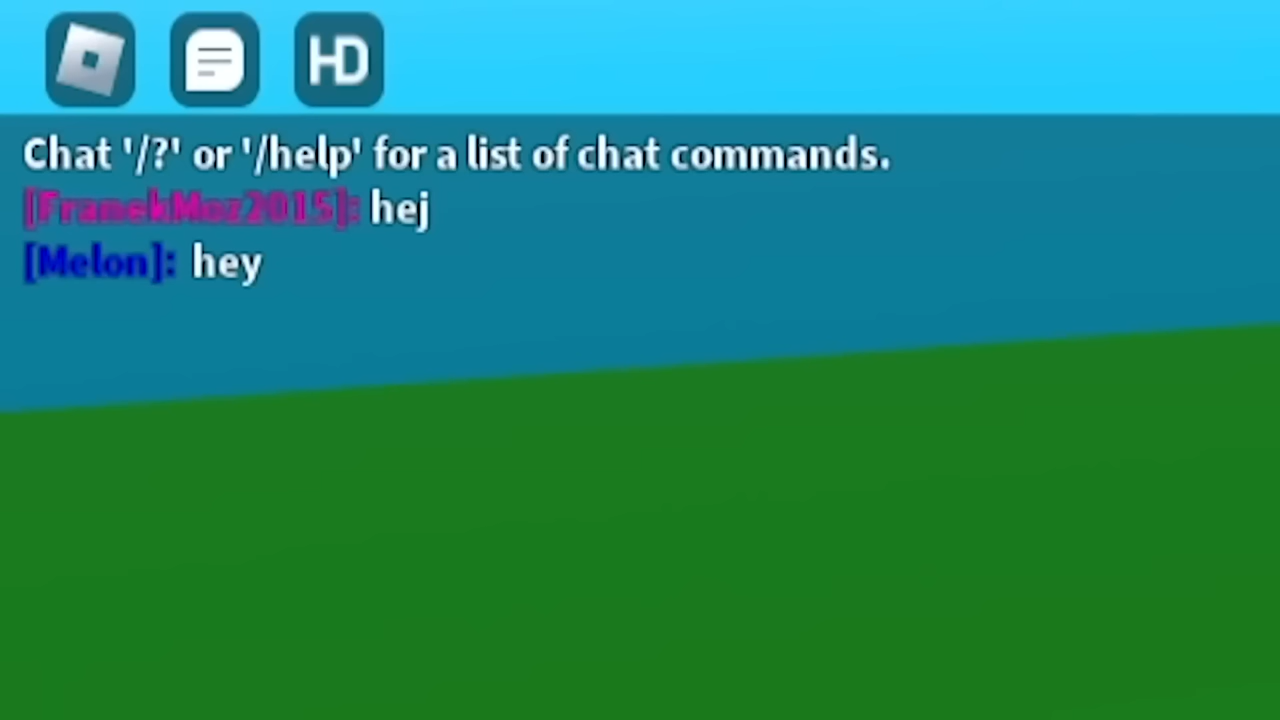 HD
Chat '/?' or '/help' for a list of chat commands.
[FranekMoz2015]: hej
[Melon]: hey